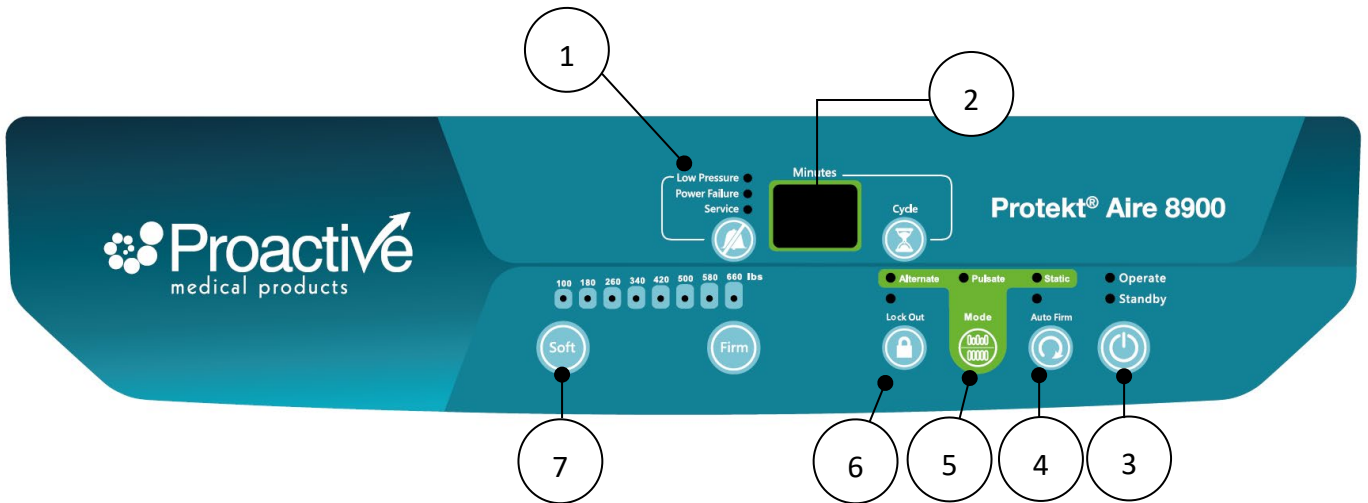 1
2
Low Pressure
Power Failure
Service
Minutes
Cycle
Protekt® Aire 8900
Proactive
medical products
100 180 260 340 420 500 580 660 lbs
Soft
Firm
Alternate Pulsate Static
Operate
Standby
Lock Out
Mode
Auto Firm
7
6
5
4
3